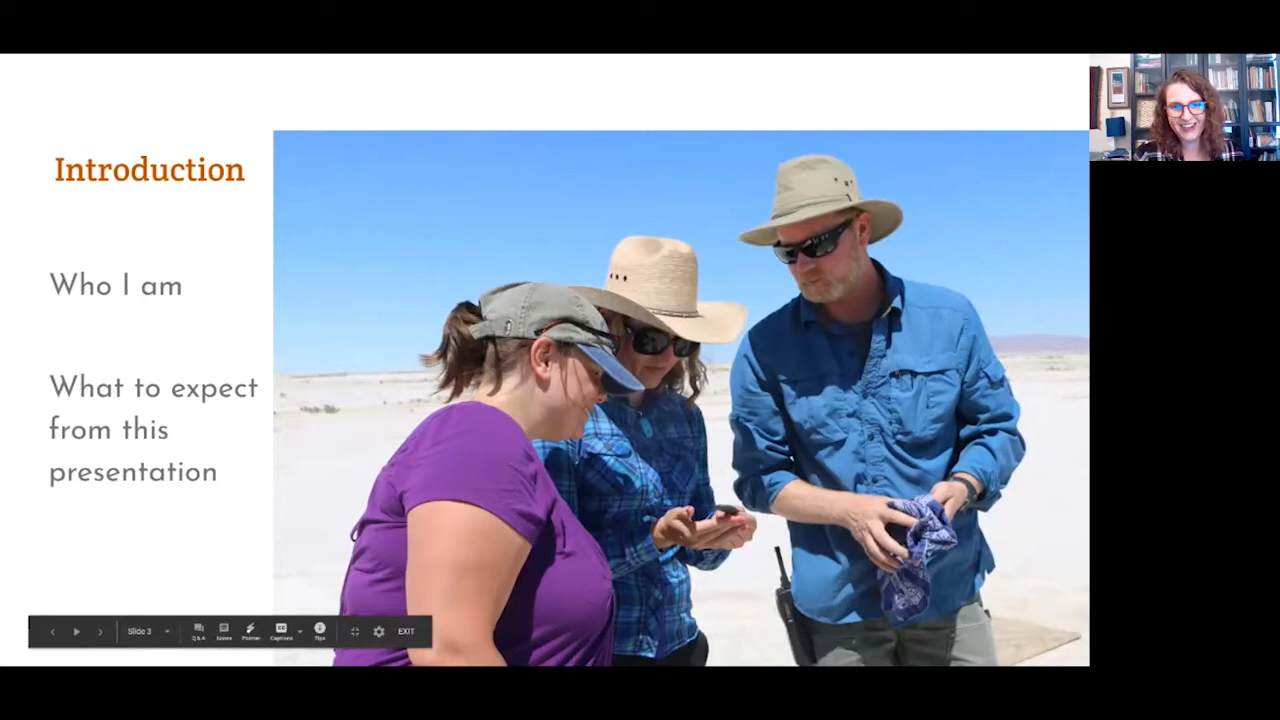 Introduction
Who I am
What to expect
from this
presentation
Slide 3
Q & A
Notes
Pointer
Captions
Tips
EXIT